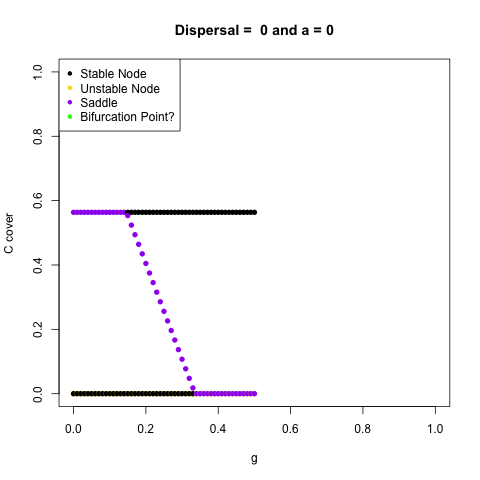 Dispersal =  0 and a = 0
Stable Node
Unstable Node
Saddle
Bifurcation Point?
C cover
1.0
0.8
0.6
0.4
0.2
0.0
0.0 0.2 0.4 0.6 0.8 1.0
g